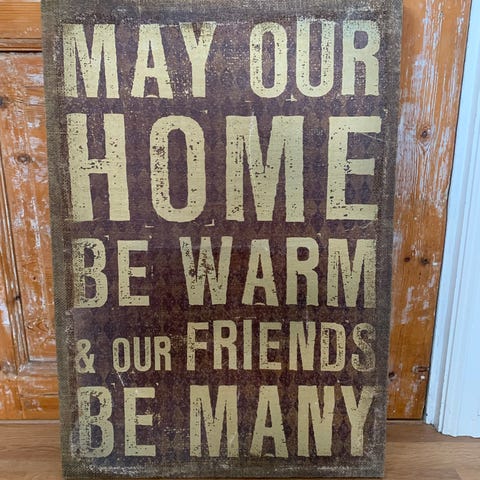 MAY OUR
HOME
BE WARM
& OUR FRIENDS
BE MANY